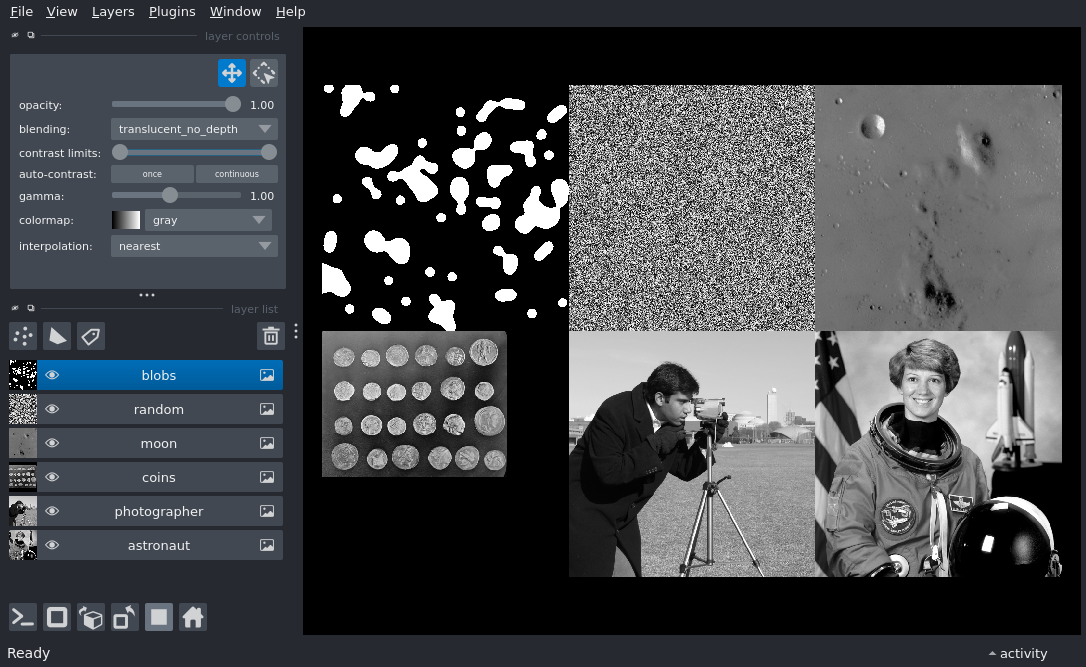 File View Layers Plugins Window Help
layer controls
opacity: 1.00
blending: translucent_no_depth
contrast limits:
auto-contrast: once continuous
gamma: 1.00
colormap: gray
interpolation: nearest
layer list
blobs
random
moon
coins
photographer
astronaut
Ready
activity